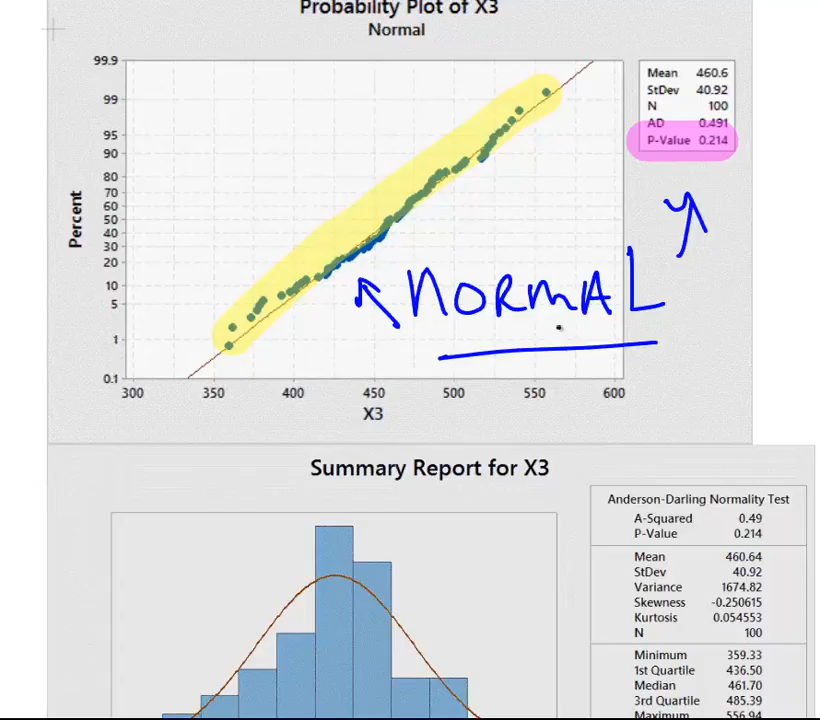 Probability Plot of X3
Normal
99.9
99
95
90
80
70
60
50
40
30
20
10
5
1
0.1
Percent
300 350 400 450 500 550 600
X3
Mean 460.6
StDev 40.92
N 100
AD 0.491
P-Value 0.214
NORMAL
Summary Report for X3
Anderson-Darling Normality Test
A-Squared 0.49
P-Value 0.214
Mean 460.64
StDev 40.92
Variance 1674.82
Skewness -0.250615
Kurtosis 0.054553
N 100
Minimum 359.33
1st Quartile 436.50
Median 461.70
3rd Quartile 485.39
Maximum 556.94